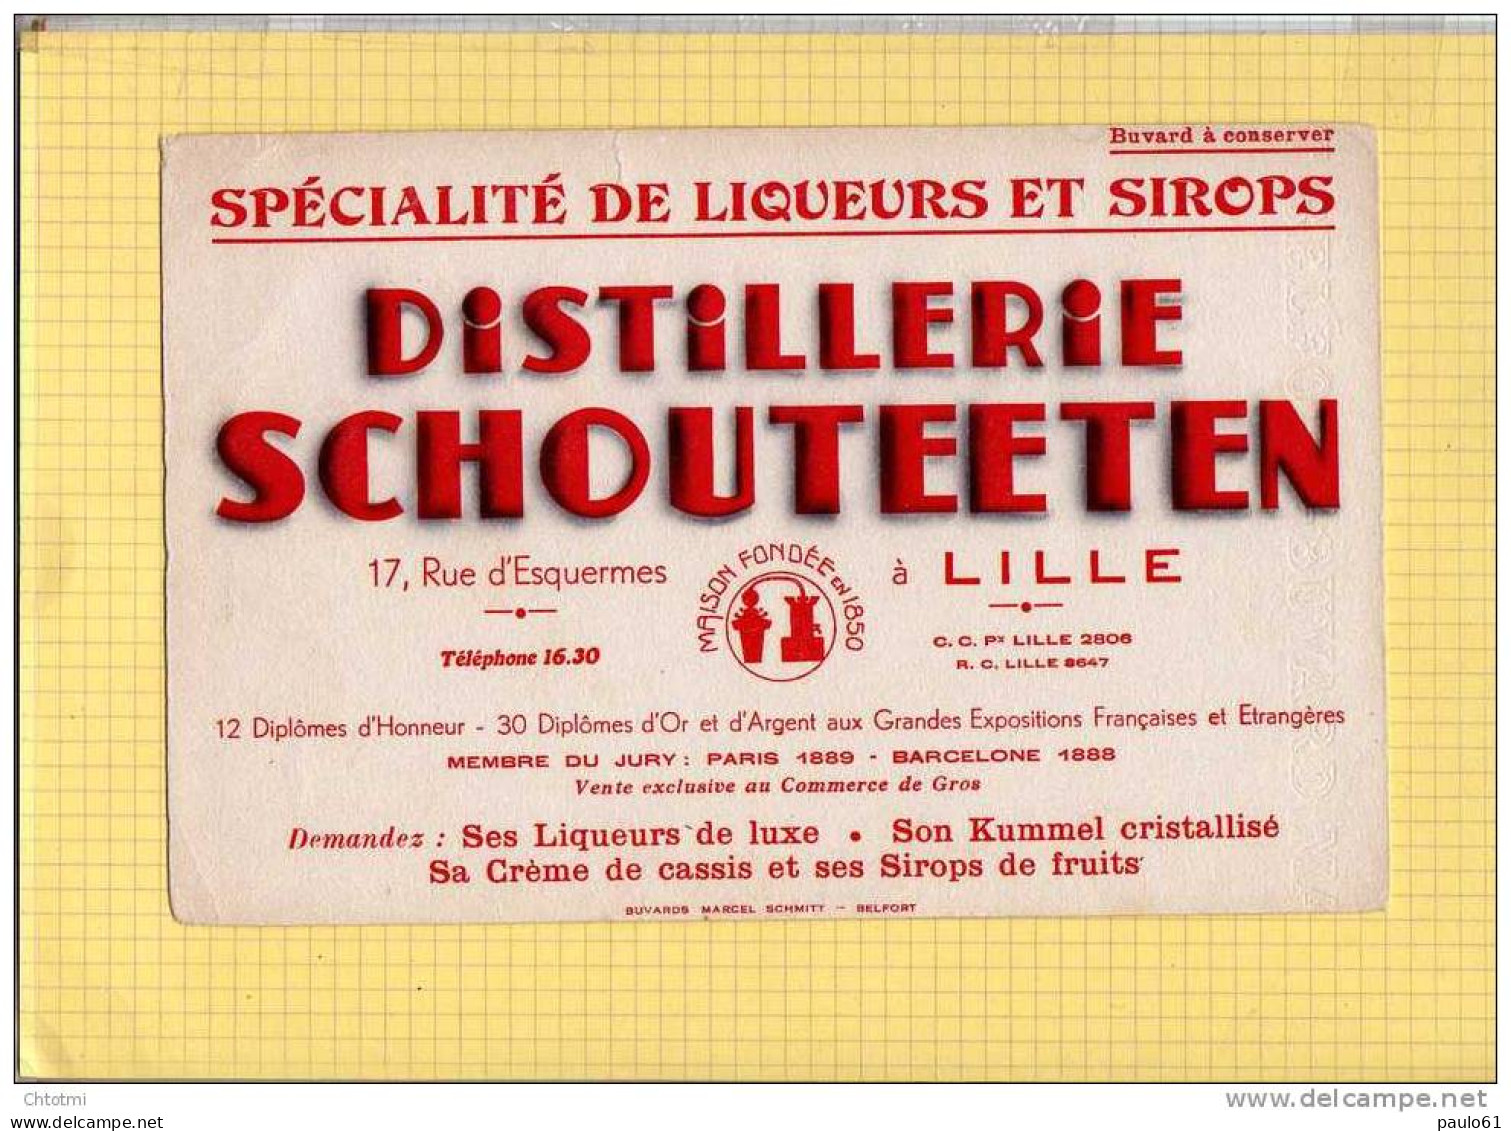 Buvard à conserver
SPÉCIALITÉ DE LIQUEURS ET SIROPS
DiSTiLLERiE
SCHOUTEETEN
17, Rue d'Esquermes
MAISON FONDÉE EN 1850
à LILLE
Téléphone 16.30
C. C. Px LILLE 2806
R. C. LILLE 8647
12 Diplômes d'Honneur - 30 Diplômes d'Or et d'Argent aux Grandes Expositions Françaises et Etrangères
MEMBRE DU JURY : PARIS 1889 - BARCELONE 1888
Vente exclusive au Commerce de Gros
Demandez : Ses Liqueurs de luxe • Son Kummel cristallisé
Sa Crème de cassis et ses Sirops de fruits
BUVARDS MARCEL SCHMITT - BELFORT
Chtotmi
www.delcampe.net
paulo61